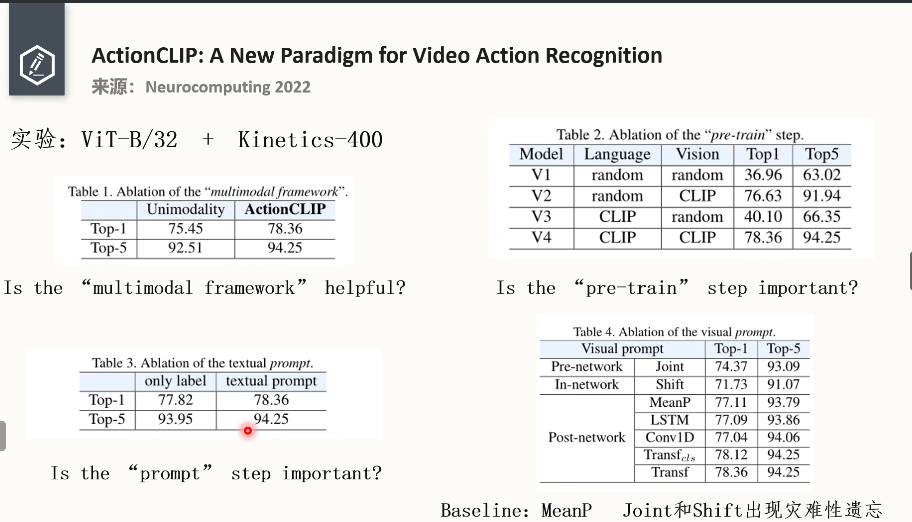 ActionCLIP: A New Paradigm for Video Action Recognition
来源：Neurocomputing 2022
实验：ViT-B/32 + Kinetics-400
Table 1. Ablation of the “multimodal framework”.
Unimodality ActionCLIP
Top-1 75.45 78.36
Top-5 92.51 94.25
Is the “multimodal framework” helpful?
Table 2. Ablation of the “pre-train” step.
Model Language Vision Top1 Top5
V1 random random 36.96 63.02
V2 random CLIP 76.63 91.94
V3 CLIP random 40.10 66.35
V4 CLIP CLIP 78.36 94.25
Is the “pre-train” step important?
Table 3. Ablation of the textual prompt.
only label textual prompt
Top-1 77.82 78.36
Top-5 93.95 94.25
Is the “prompt” step important?
Table 4. Ablation of the visual prompt.
Visual prompt Top-1 Top-5
Pre-network Joint 74.37 93.09
In-network Shift 71.73 91.07
Post-network MeanP 77.11 93.79
LSTM 77.09 93.86
Conv1D 77.04 94.06
Transfcls 78.12 94.25
Transf 78.36 94.25
Baseline: MeanP Joint和Shift出现灾难性遗忘